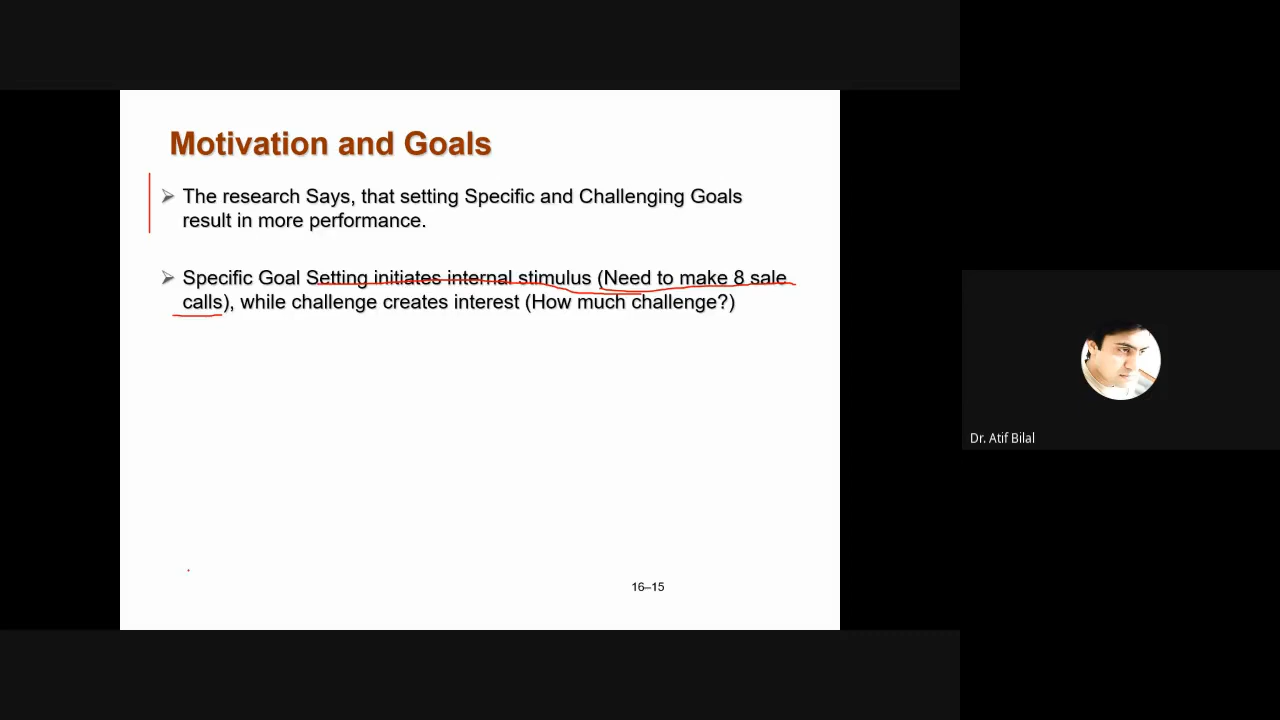 Motivation and Goals
➢ The research Says, that setting Specific and Challenging Goals
result in more performance.
➢ Specific Goal Setting initiates internal stimulus (Need to make 8 sale
calls), while challenge creates interest (How much challenge?)
.
16–15
Dr. Atif Bilal